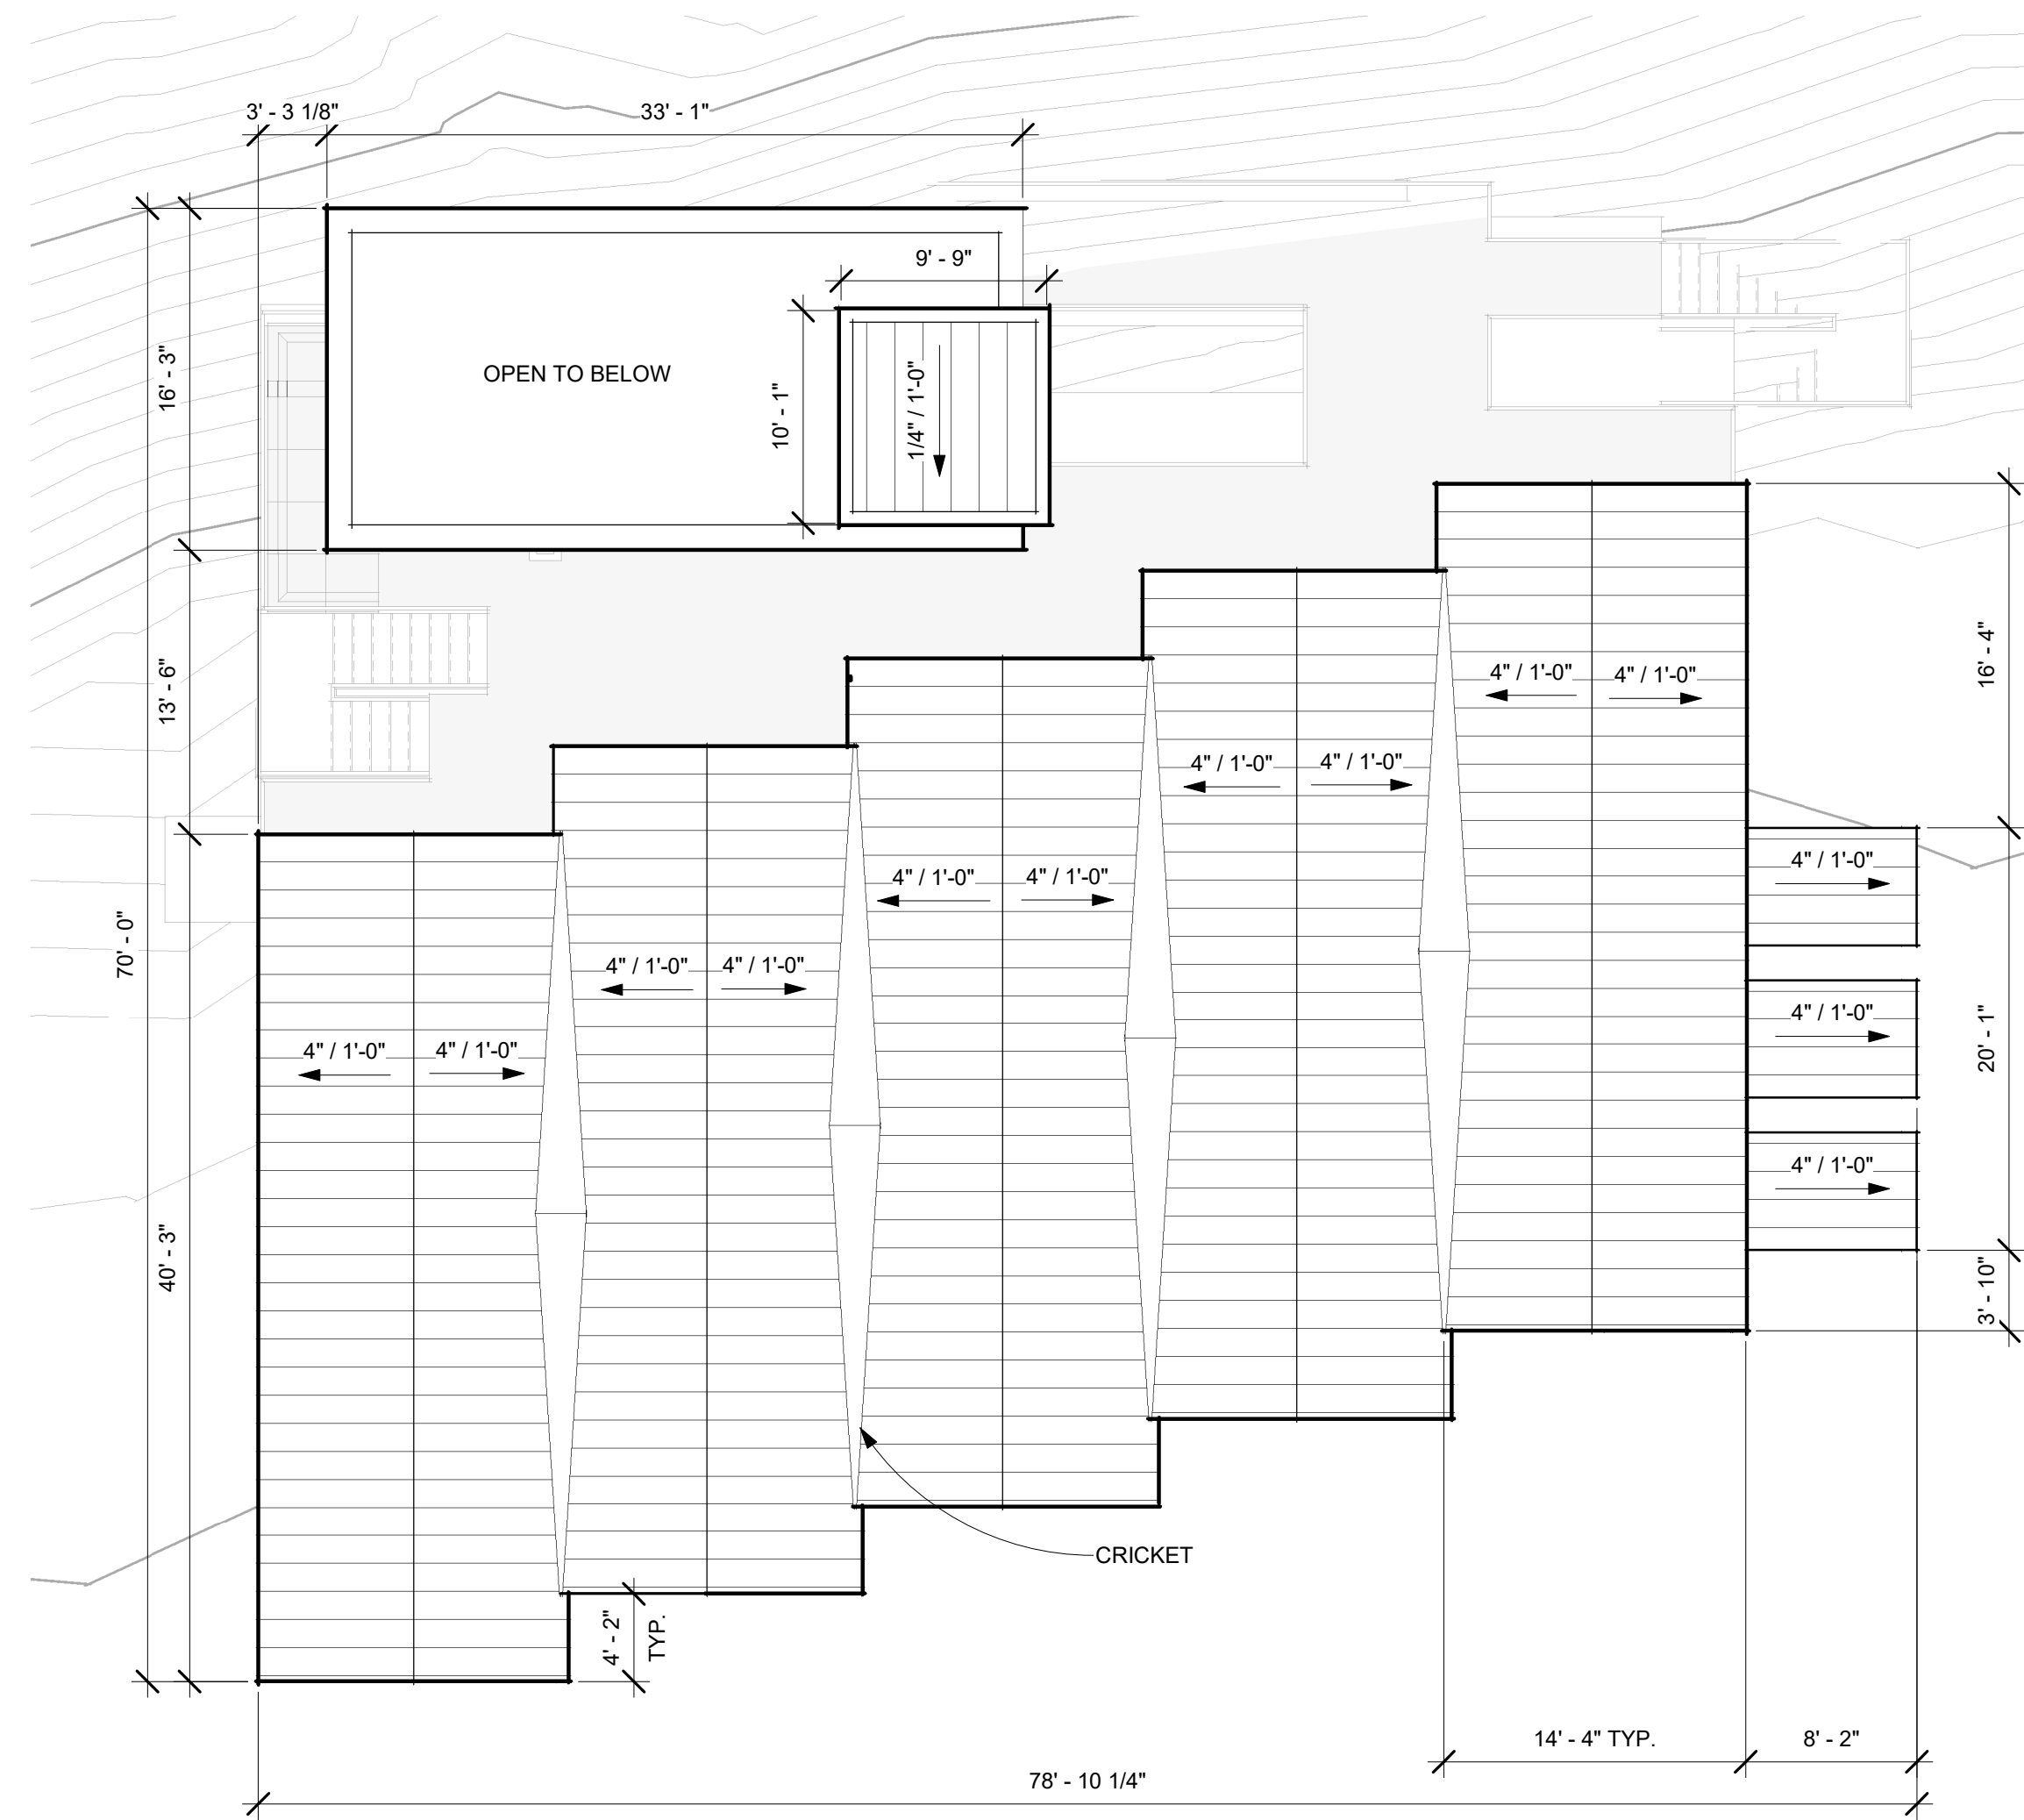 3' - 3 1/8"
33' - 1"
9' - 9"
16' - 3"
OPEN TO BELOW
10' - 1"
1/4" / 1'-0"
13' - 6"
16' - 4"
4" / 1'-0"
4" / 1'-0"
4" / 1'-0"
4" / 1'-0"
4" / 1'-0"
4" / 1'-0"
4" / 1'-0"
70' - 0"
4" / 1'-0"
4" / 1'-0"
4" / 1'-0"
20' - 1"
4" / 1'-0"
4" / 1'-0"
4" / 1'-0"
40' - 3"
3' - 10"
CRICKET
4' - 2"
TYP.
14' - 4" TYP.
8' - 2"
78' - 10 1/4"